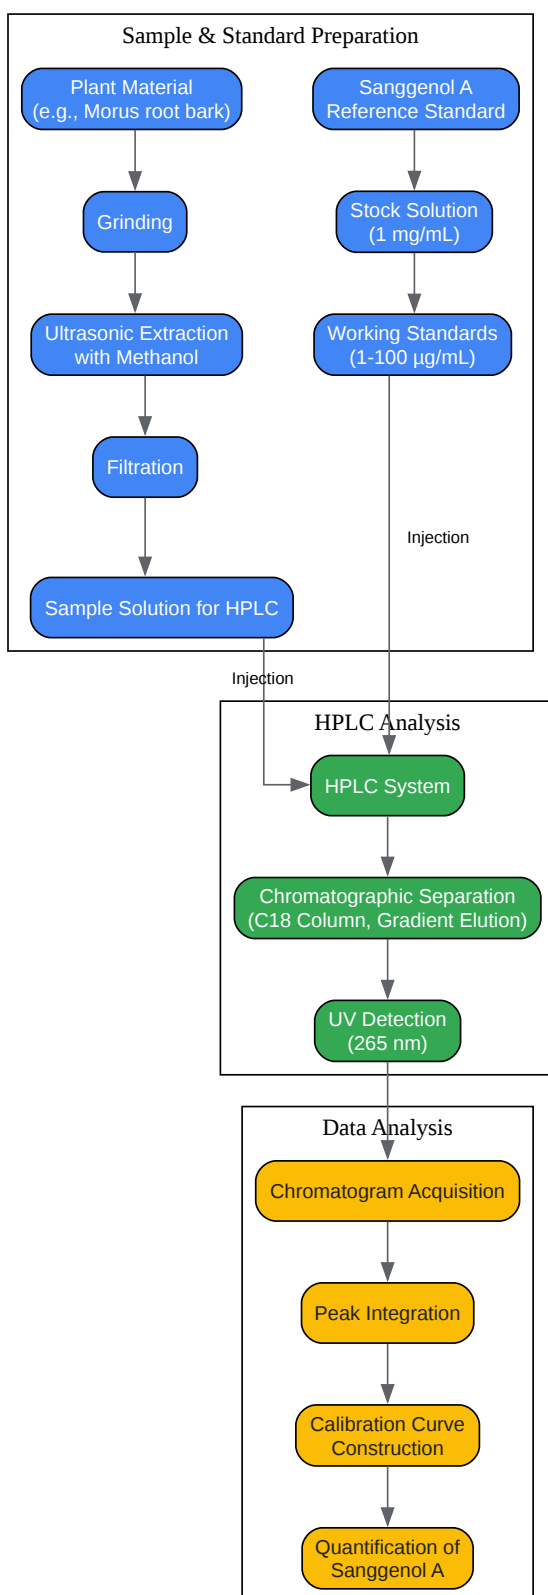 Sample & Standard Preparation
Plant Material
(e.g., Morus root bark)
Grinding
Ultrasonic Extraction
with Methanol
Filtration
Sample Solution for HPLC
Sanggenol A
Reference Standard
Stock Solution
(1 mg/mL)
Working Standards
(1-100 µg/mL)
Injection
Injection
HPLC Analysis
HPLC System
Chromatographic Separation
(C18 Column, Gradient Elution)
UV Detection
(265 nm)
Data Analysis
Chromatogram Acquisition
Peak Integration
Calibration Curve
Construction
Quantification of
Sanggenol A